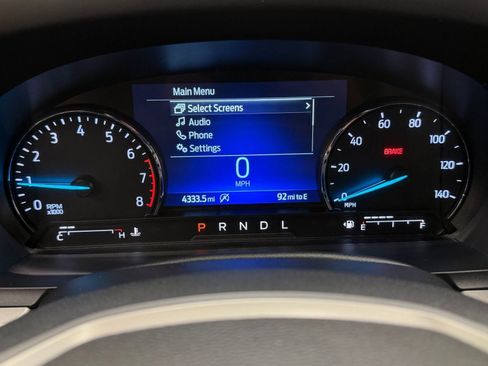 Main Menu
Select Screens
Audio
Phone
Settings
0
MPH
4333.5 mi
92 mi to E
0 1 2 3 4 5 6 7 8
RPM
x1000
0 20 40 60 80 100 120 140
BRAKE
MPH
C H
P R N D L
E F